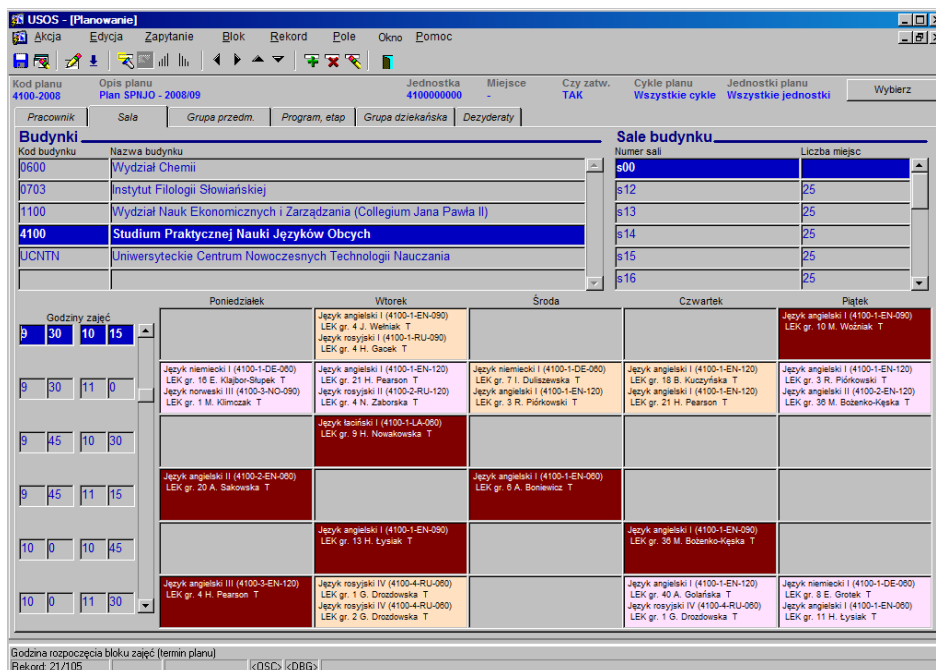 USOS - [Planowanie]
Akcja Edycja Zapytanie Blok Rekord Pole Okno Pomoc
Kod planu Opis planu Jednostka Miejsce Czy zatw. Cykle planu Jednostki planu
4100-2008 Plan SPNJO - 2008/09 4100000000 - TAK Wszystkie cykle Wszystkie jednostki Wybierz
Pracownik Sala Grupa przedm. Program, etap Grupa dziekańska Dezyderaty
Budynki Sale budynku
Kod budynku Nazwa budynku Numer sali Liczba miejsc
0600 Wydział Chemii s00
0703 Instytut Filologii Słowiańskiej s12 25
1100 Wydział Nauk Ekonomicznych i Zarządzania (Collegium Jana Pawła II) s13 25
4100 Studium Praktycznej Nauki Języków Obcych s14 25
UCNTN Uniwersyteckie Centrum Nowoczesnych Technologii Nauczania s15 25
s16 25
Poniedziałek Wtorek Środa Czwartek Piątek
Godziny zajęć
9 30 10 15
Język angielski I (4100-1-EN-090)
LEK gr. 4 J. Wełniak T
Język rosyjski I (4100-1-RU-090)
LEK gr. 4 H. Gacek T
Język angielski I (4100-1-EN-090)
LEK gr. 10 M. Woźniak T
9 30 11 0
Język niemiecki I (4100-1-DE-060)
LEK gr. 16 E. Klajbor-Słupek T
Język norweski III (4100-3-NO-090)
LEK gr. 1 M. Klimczak T
Język angielski I (4100-1-EN-120)
LEK gr. 21 H. Pearson T
Język rosyjski II (4100-2-RU-120)
LEK gr. 4 N. Zaborska T
Język niemiecki I (4100-1-DE-060)
LEK gr. 7 I. Duliszewska T
Język angielski I (4100-1-EN-120)
LEK gr. 3 R. Piórkowski T
Język angielski I (4100-1-EN-120)
LEK gr. 18 B. Kuczyńska T
Język angielski I (4100-1-EN-120)
LEK gr. 21 H. Pearson T
Język angielski I (4100-1-EN-120)
LEK gr. 3 R. Piórkowski T
Język angielski II (4100-2-EN-120)
LEK gr. 36 M. Bożenko-Kęska T
9 45 10 30
Język łaciński I (4100-1-LA-060)
LEK gr. 9 H. Nowakowska T
9 45 11 15
Język angielski II (4100-2-EN-060)
LEK gr. 20 A. Sakowska T
Język angielski I (4100-1-EN-060)
LEK gr. 6 A. Boniewicz T
10 0 10 45
Język angielski I (4100-1-EN-090)
LEK gr. 13 H. Łysiak T
Język angielski I (4100-1-EN-090)
LEK gr. 36 M. Bożenko-Kęska T
10 0 11 30
Język angielski III (4100-3-EN-120)
LEK gr. 4 H. Pearson T
Język rosyjski IV (4100-4-RU-060)
LEK gr. 1 G. Drozdowska T
Język rosyjski IV (4100-4-RU-060)
LEK gr. 2 G. Drozdowska T
Język angielski I (4100-1-EN-120)
LEK gr. 40 A. Golańska T
Język rosyjski IV (4100-4-RU-060)
LEK gr. 1 G. Drozdowska T
Język niemiecki I (4100-1-DE-060)
LEK gr. 8 E. Grotek T
Język angielski I (4100-1-EN-060)
LEK gr. 11 H. Łysiak T
Godzina rozpoczęcia bloku zajęć (termin planu)
Rekord: 21/105 <OSC> <DBG>